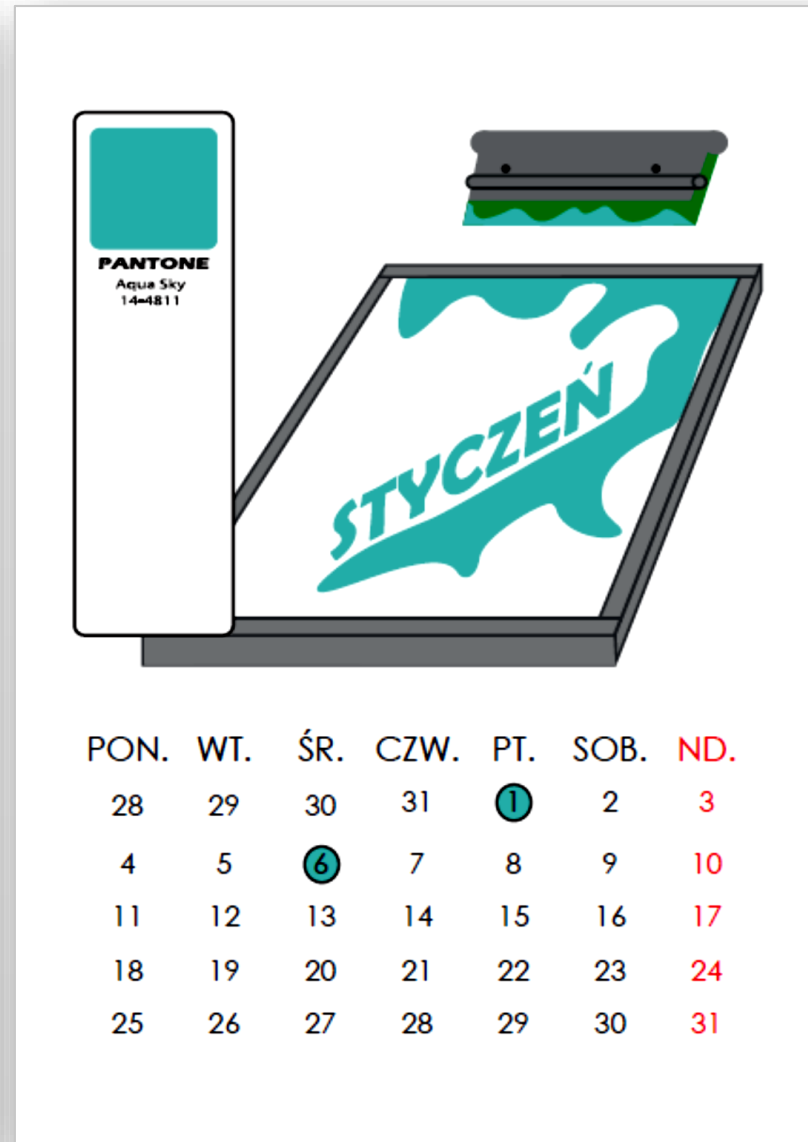 PANTONE
Aqua Sky
14-4811
STYCZEŃ
PON. WT. ŚR. CZW. PT. SOB. ND.
28 29 30 31 1 2 3
4 5 6 7 8 9 10
11 12 13 14 15 16 17
18 19 20 21 22 23 24
25 26 27 28 29 30 31